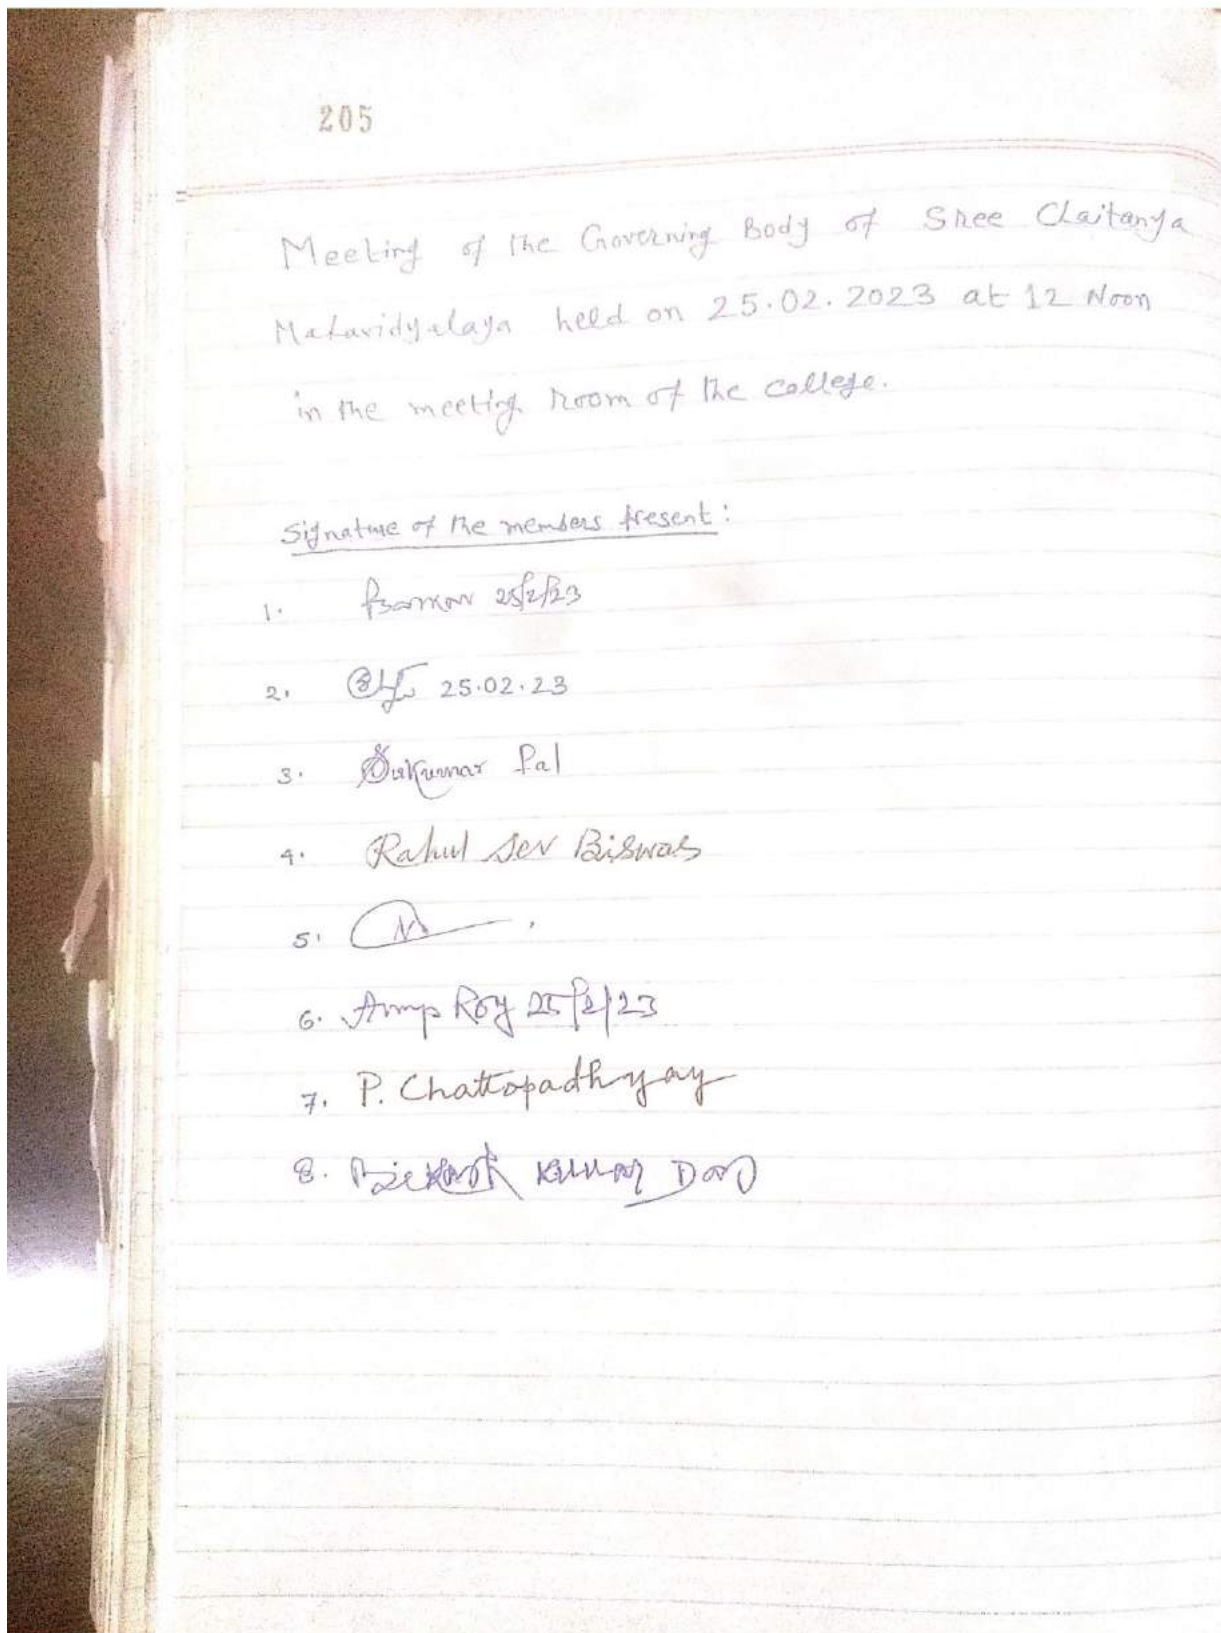 205
Meeting of the Governing Body of Sree Chaitanya
Mahavidyalaya held on 25.02.2023 at 12 Noon
in the meeting room of the college.
Signature of the members present:
1. 25/2/23
2. 25.02.23
3. Sukumar Pal
4. Rahul Dev Biswas
5.
6. Roy 25/2/23
7. P. Chattopadhyay
8. Kumar Das